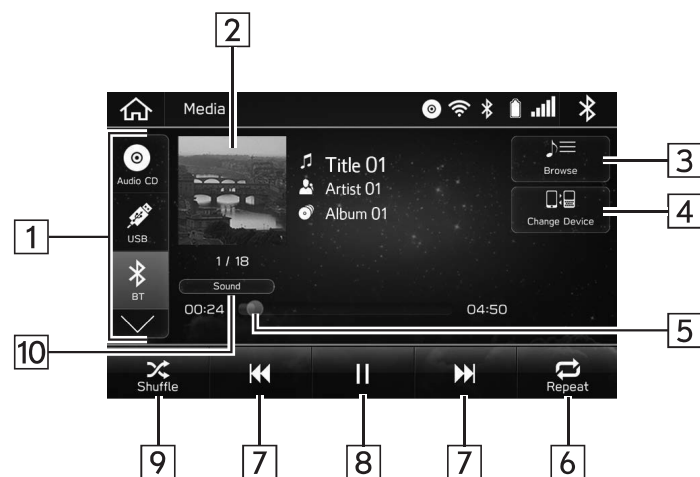 2
Media
Audio CD
USB
BT
Title 01
Artist 01
Album 01
Browse
Change Device
3
4
1
1 / 18
Sound
00:24
04:50
5
10
Shuffle
Repeat
9
7
8
7
6